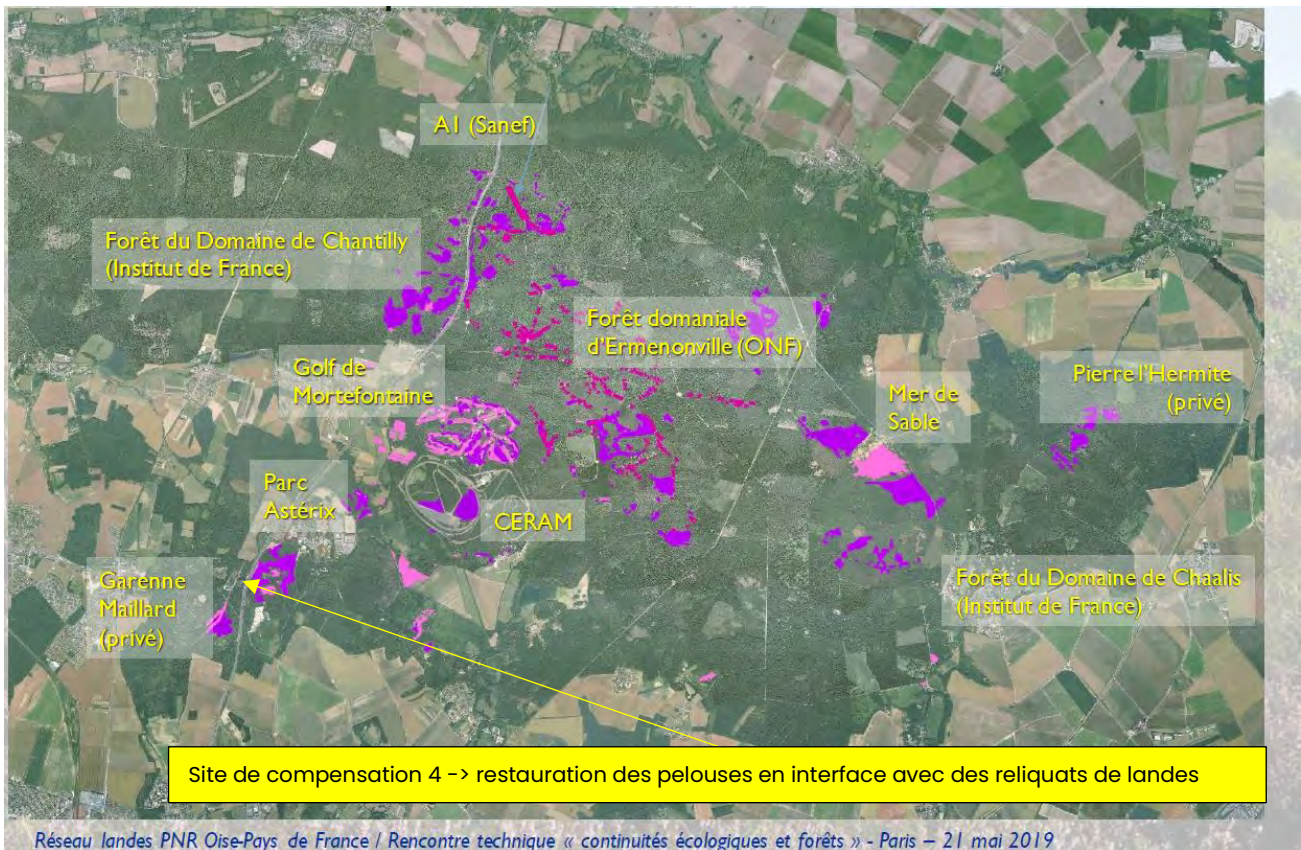 A1 (Sanef)
Forêt du Domaine de Chantilly
(Institut de France)
Forêt domaniale
d'Ermenonville (ONF)
Golf de
Mortefontaine
Pierre l'Hermite
(privé)
Mer de
Sable
Parc
Astérix
CERAM
Garenne
Maillard
(privé)
Forêt du Domaine de Chaalis
(Institut de France)
Site de compensation 4 -> restauration des pelouses en interface avec des reliquats de landes
Réseau landes PNR Oise-Pays de France / Rencontre technique « continuités écologiques et forêts » - Paris – 21 mai 2019